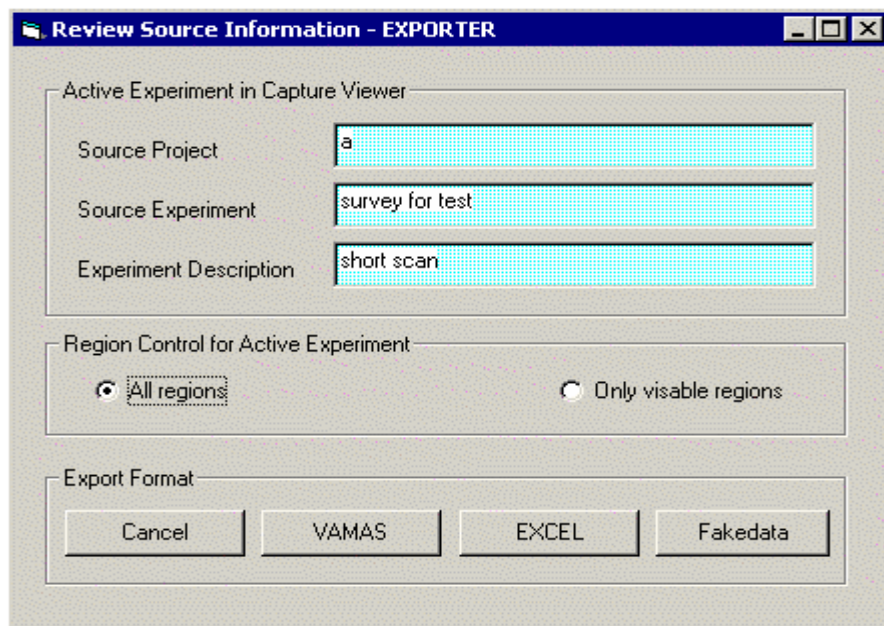 Review Source Information - EXPORTER
Active Experiment in Capture Viewer
Source Project a
Source Experiment survey for test
Experiment Description short scan
Region Control for Active Experiment
All regions Only visable regions
Export Format
Cancel VAMAS EXCEL Fakedata